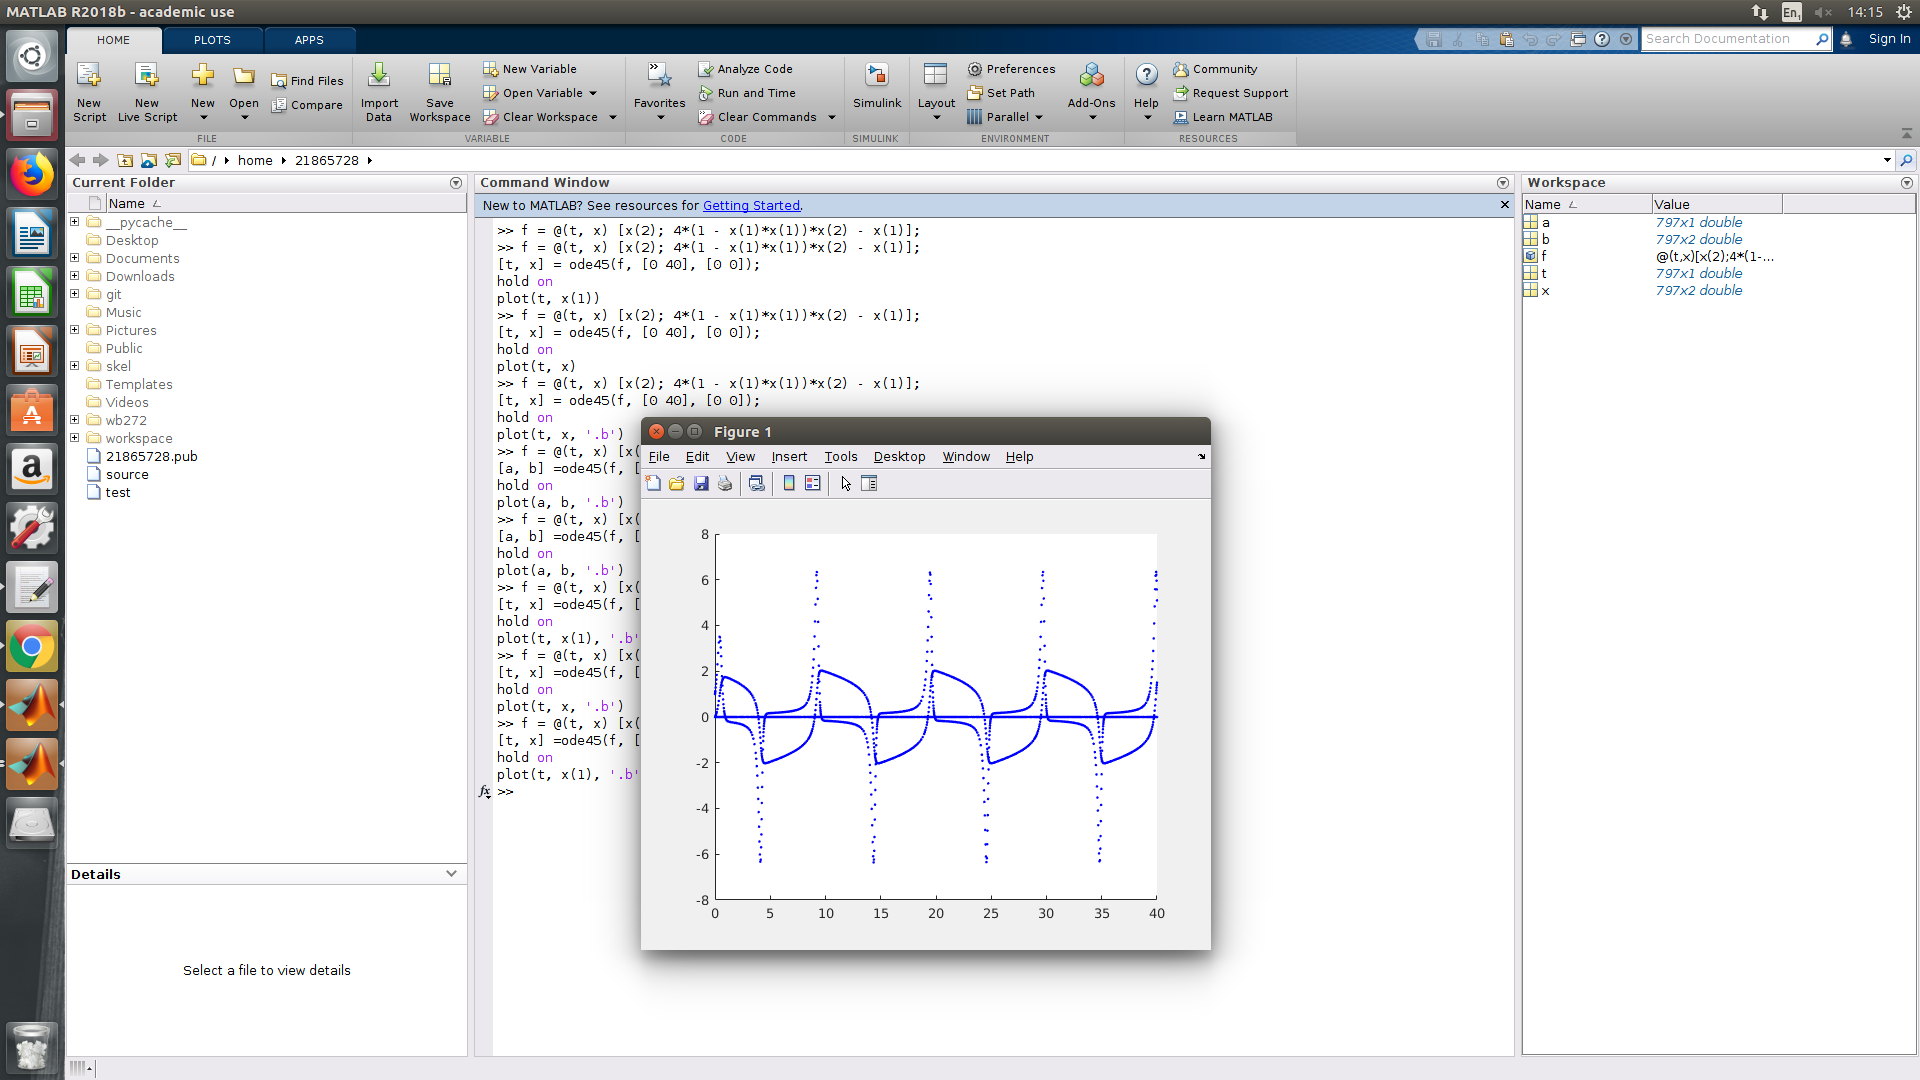 MATLAB R2018b - academic use
En1
14:15
HOME
PLOTS
APPS
Search Documentation
Sign In
New Script
New Live Script
New
Open
Find Files
Compare
Import Data
Save Workspace
New Variable
Open Variable
Clear Workspace
Favorites
Analyze Code
Run and Time
Clear Commands
Simulink
Layout
Preferences
Set Path
Parallel
Add-Ons
Help
Community
Request Support
Learn MATLAB
FILE
VARIABLE
CODE
SIMULINK
ENVIRONMENT
RESOURCES
/ home 21865728
Current Folder
Name
__pycache__
Desktop
Documents
Downloads
git
Music
Pictures
Public
skel
Templates
Videos
wb272
workspace
21865728.pub
source
test
Details
Select a file to view details
Command Window
New to MATLAB? See resources for Getting Started.
>> f = @(t, x) [x(2); 4*(1 - x(1)*x(1))*x(2) - x(1)];
>> f = @(t, x) [x(2); 4*(1 - x(1)*x(1))*x(2) - x(1)];
[t, x] = ode45(f, [0 40], [0 0]);
hold on
plot(t, x(1))
>> f = @(t, x) [x(2); 4*(1 - x(1)*x(1))*x(2) - x(1)];
[t, x] = ode45(f, [0 40], [0 0]);
hold on
plot(t, x)
>> f = @(t, x) [x(2); 4*(1 - x(1)*x(1))*x(2) - x(1)];
[t, x] = ode45(f, [0 40], [0 0]);
hold on
plot(t, x, '.b')
>> f = @(t, x) [x(
[a, b] =ode45(f, [
hold on
plot(a, b, '.b')
>> f = @(t, x) [x(
[a, b] =ode45(f, [
hold on
plot(a, b, '.b')
>> f = @(t, x) [x(
[t, x] =ode45(f, [
hold on
plot(t, x(1), '.b'
>> f = @(t, x) [x(
[t, x] =ode45(f, [
hold on
plot(t, x, '.b')
>> f = @(t, x) [x(
[t, x] =ode45(f, [
hold on
plot(t, x(1), '.b'
fx >>
Figure 1
File Edit View Insert Tools Desktop Window Help
8
6
4
2
0
-2
-4
-6
-8
0 5 10 15 20 25 30 35 40
Workspace
Name Value
a 797x1 double
b 797x2 double
f @(t,x)[x(2);4*(1-...
t 797x1 double
x 797x2 double